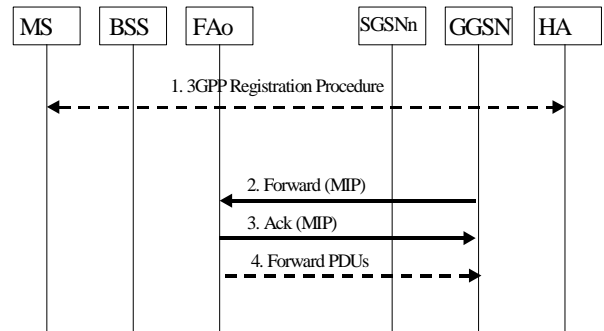 MS BSS FAo SGSNn GGSN HA
1. 3GPP Registration Procedure
2. Forward (MIP)
3. Ack (MIP)
4. Forward PDUs